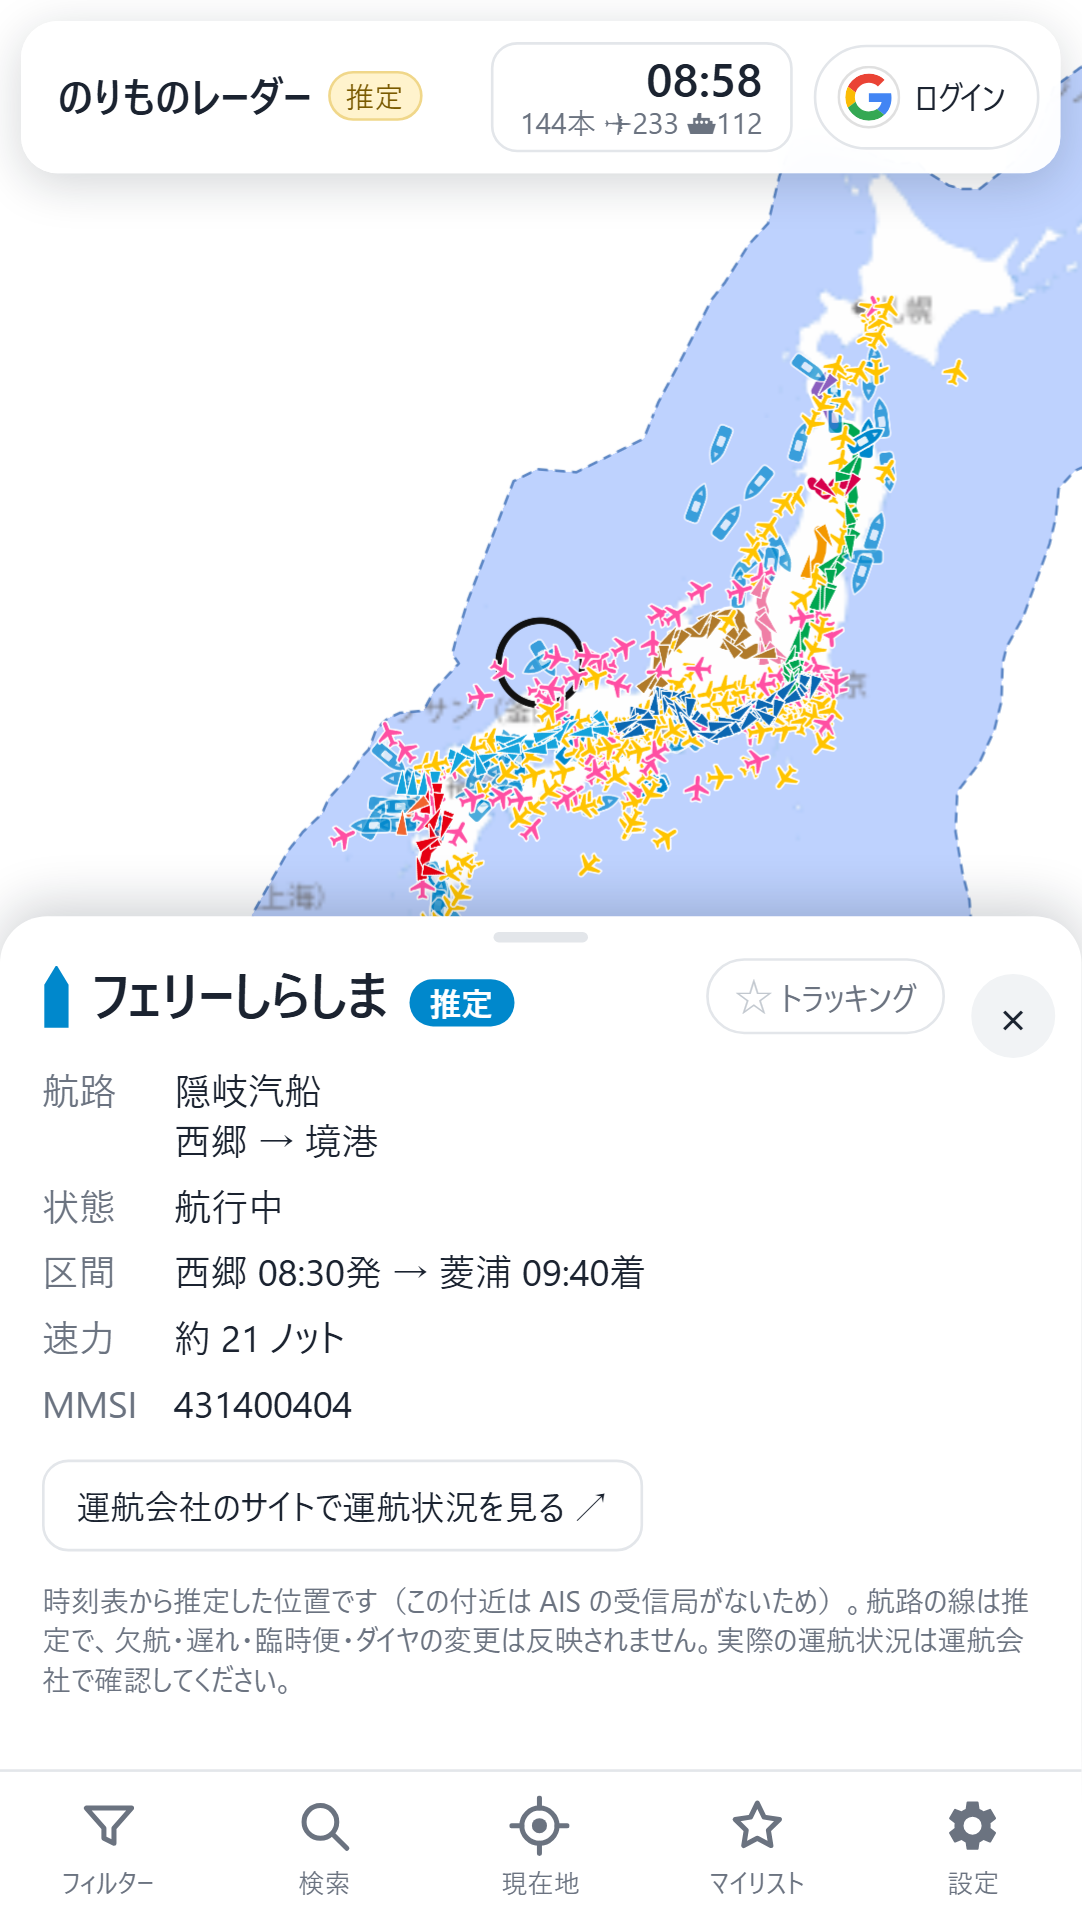 のりものレーダー 推定
08:58
144本 233 112
ログイン
札幌
京
サン（釜
上海）
フェリーしらしま 推定
☆ トラッキング
×
航路 隠岐汽船
西郷 → 境港
状態 航行中
区間 西郷 08:30発 → 菱浦 09:40着
速力 約 21 ノット
MMSI 431400404
運航会社のサイトで運航状況を見る ↗
時刻表から推定した位置です（この付近は AIS の受信局がないため）。航路の線は推
定で、欠航・遅れ・臨時便・ダイヤの変更は反映されません。実際の運航状況は運航会
社で確認してください。
フィルター
検索
現在地
マイリスト
設定